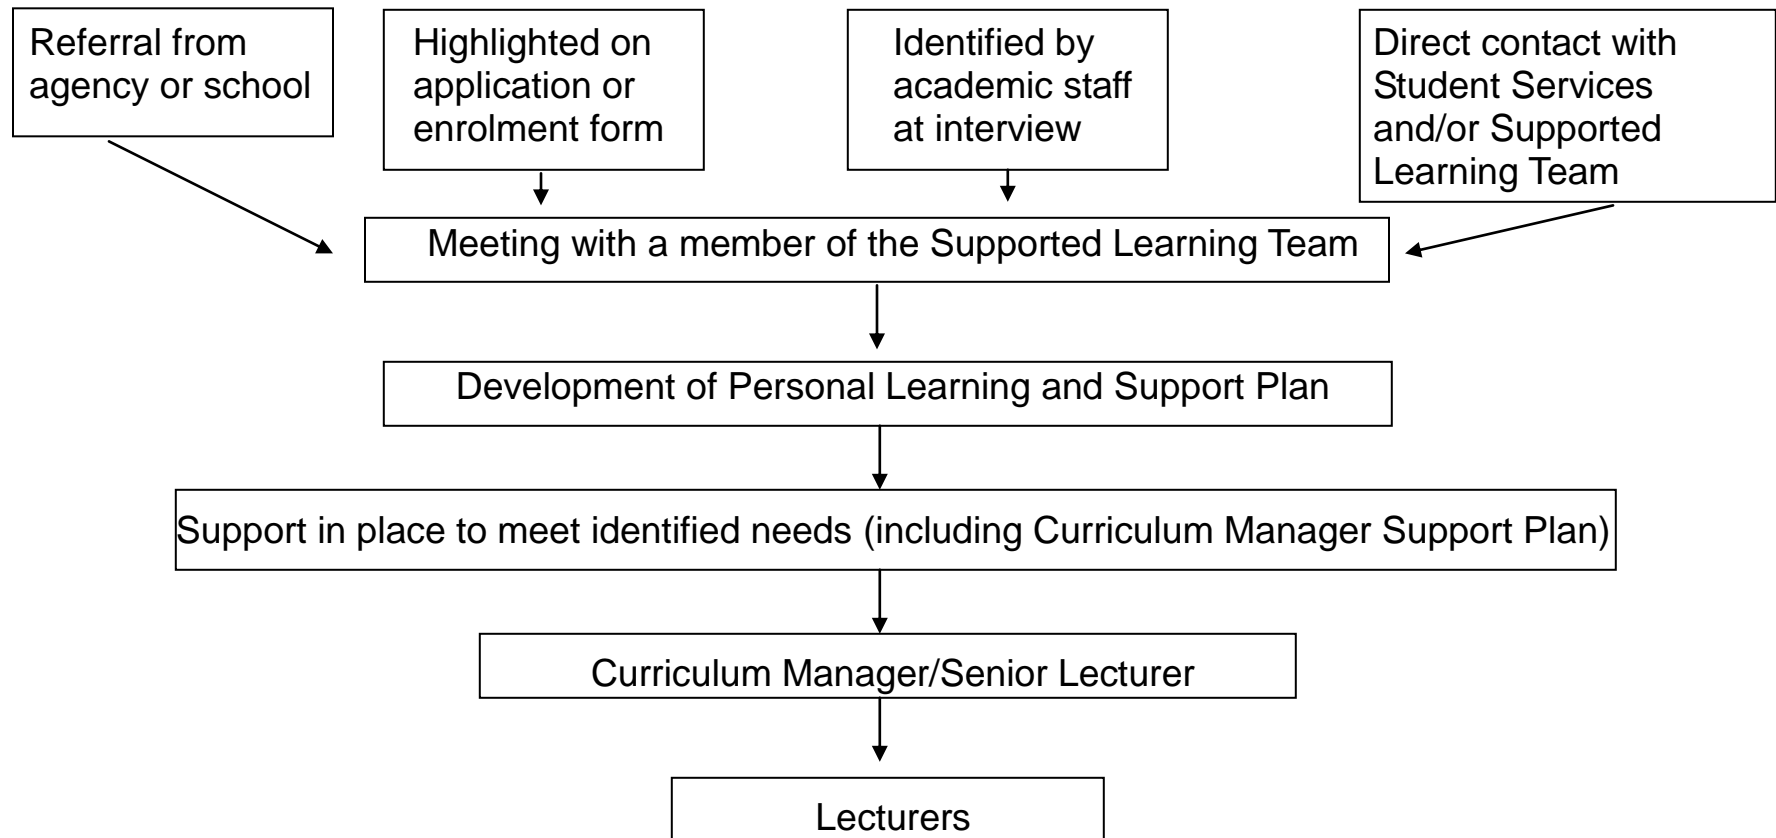 Referral from
agency or school
Highlighted on
application or
enrolment form
Identified by
academic staff
at interview
Direct contact with
Student Services
and/or Supported
Learning Team
Meeting with a member of the Supported Learning Team
Development of Personal Learning and Support Plan
Support in place to meet identified needs (including Curriculum Manager Support Plan)
Curriculum Manager/Senior Lecturer
Lecturers